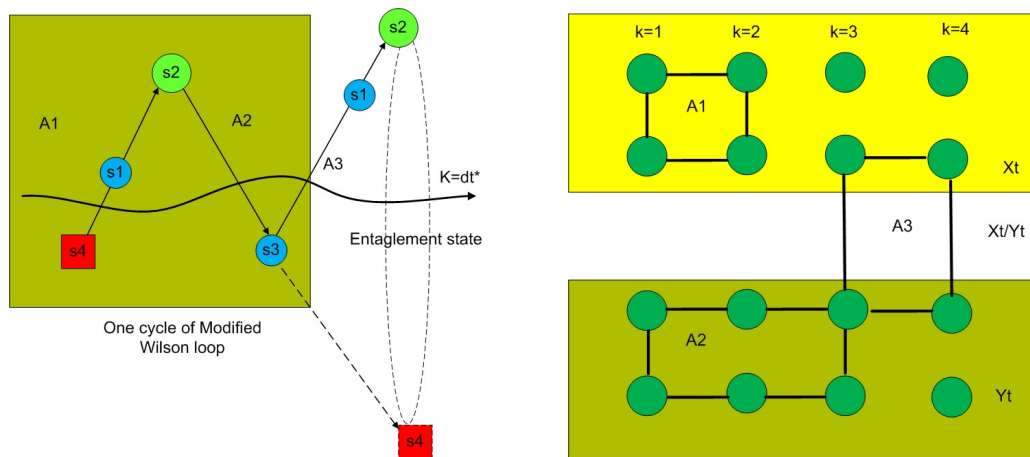 s2
s2
A1
A2
s1
s1
A3
K=dt*
s4
s3
Entaglement state
One cycle of Modified
Wilson loop
s4
k=1
k=2
k=3
k=4
A1
Xt
A3
Xt/Yt
A2
Yt